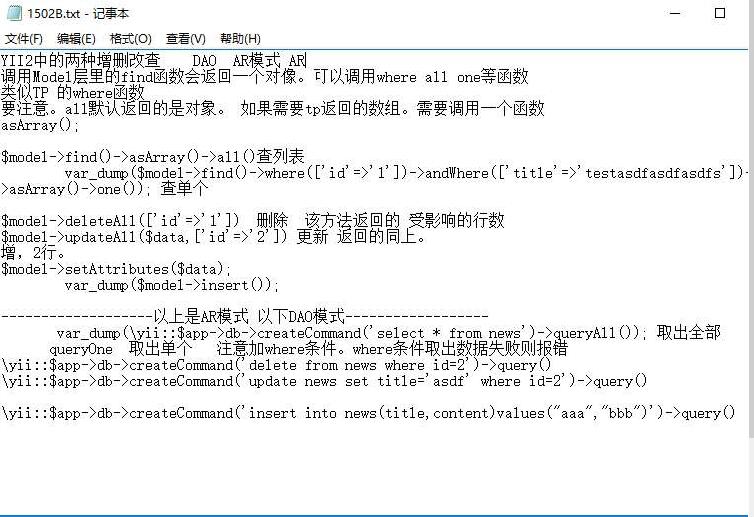 1502B.txt - 记事本
文件(F) 编辑(E) 格式(O) 查看(V) 帮助(H)
YII2中的两种增删改查    DAO  AR模式 AR
调用Model层里的find函数会返回一个对像。可以调用where all one等函数
类似TP 的where函数
要注意。all默认返回的是对象。 如果需要tp返回的数组。需要调用一个函数
asArray();
$model->find()->asArray()->all()查列表
var_dump($model->find()->where(['id'=>'1'])->andWhere(['title'=>'testasdfasdfasdfs'])-
>asArray()->one()); 查单个
$model->deleteAll(['id'=>'1'])  删除  该方法返回的 受影响的行数
$model->updateAll($data,['id'=>'2']) 更新 返回的同上。
增，2行。
$model->setAttributes($data);
var_dump($model->insert());
-------------------以上是AR模式 以下DAO模式------------------
var_dump(\yii::$app->db->createCommand('select * from news')->queryAll()); 取出全部
queryOne  取出单个   注意加where条件。where条件取出数据失败则报错
\yii::$app->db->createCommand('delete from news where id=2')->query()
\yii::$app->db->createCommand('update news set title='asdf' where id=2')->query()
\yii::$app->db->createCommand('insert into news(title,content)values("aaa","bbb")')->query()